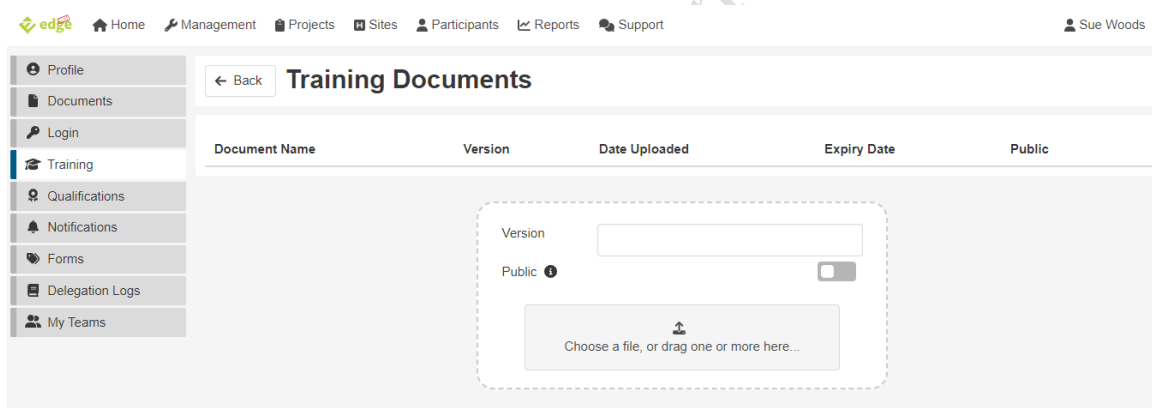 edge Home Management Projects Sites Participants Reports Support Sue Woods
Profile
Documents
Login
Training
Qualifications
Notifications
Forms
Delegation Logs
My Teams
← Back Training Documents
Document Name Version Date Uploaded Expiry Date Public
Version
Public
Choose a file, or drag one or more here...